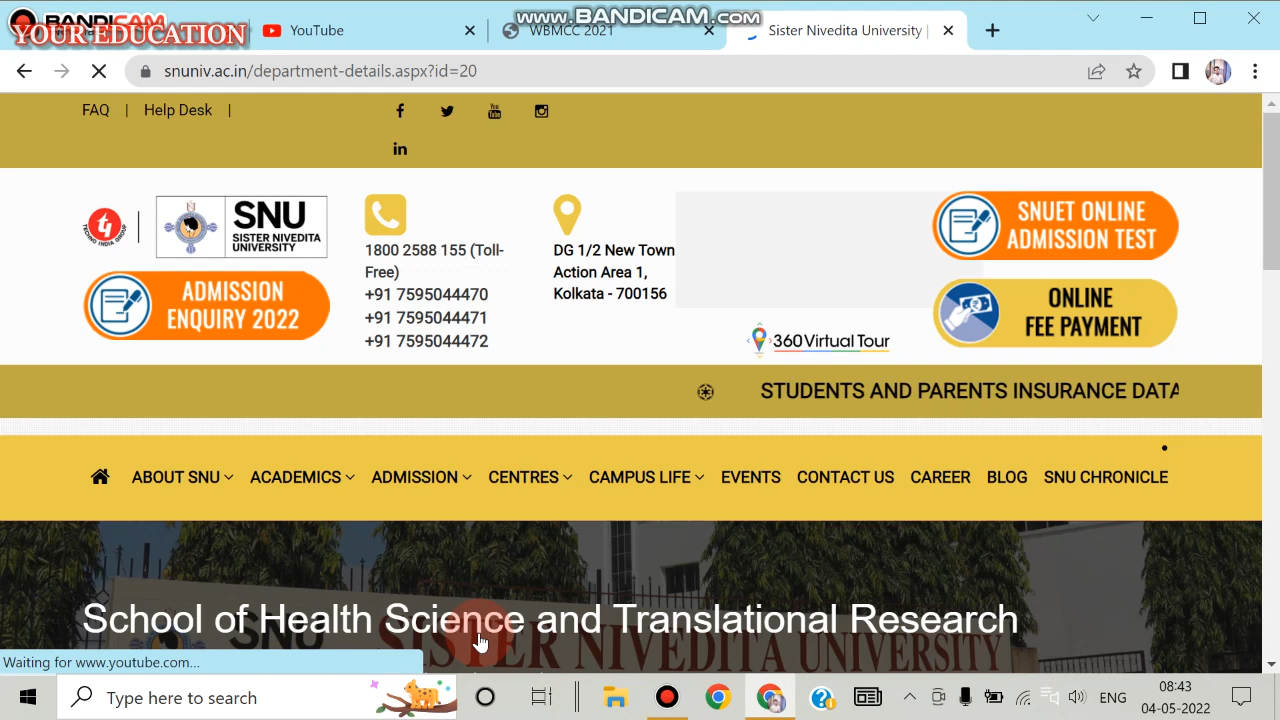 www.BANDICAM.com
YOUR EDUCATION
YouTube
WBMCC 2021
Sister Nivedita University |
snuniv.ac.in/department-details.aspx?id=20
FAQ | Help Desk |
SNU
SISTER NIVEDITA
UNIVERSITY
ADMISSION
ENQUIRY 2022
1800 2588 155 (Toll-
Free)
+91 7595044470
+91 7595044471
+91 7595044472
DG 1/2 New Town
Action Area 1,
Kolkata - 700156
360 Virtual Tour
SNUET ONLINE
ADMISSION TEST
ONLINE
FEE PAYMENT
STUDENTS AND PARENTS INSURANCE DATA
ABOUT SNU ACADEMICS ADMISSION CENTRES CAMPUS LIFE EVENTS CONTACT US CAREER BLOG SNU CHRONICLE
School of Health Science and Translational Research
SISTER NIVEDITA UNIVERSITY
Waiting for www.youtube.com...
Type here to search
ENG
08:43
04-05-2022